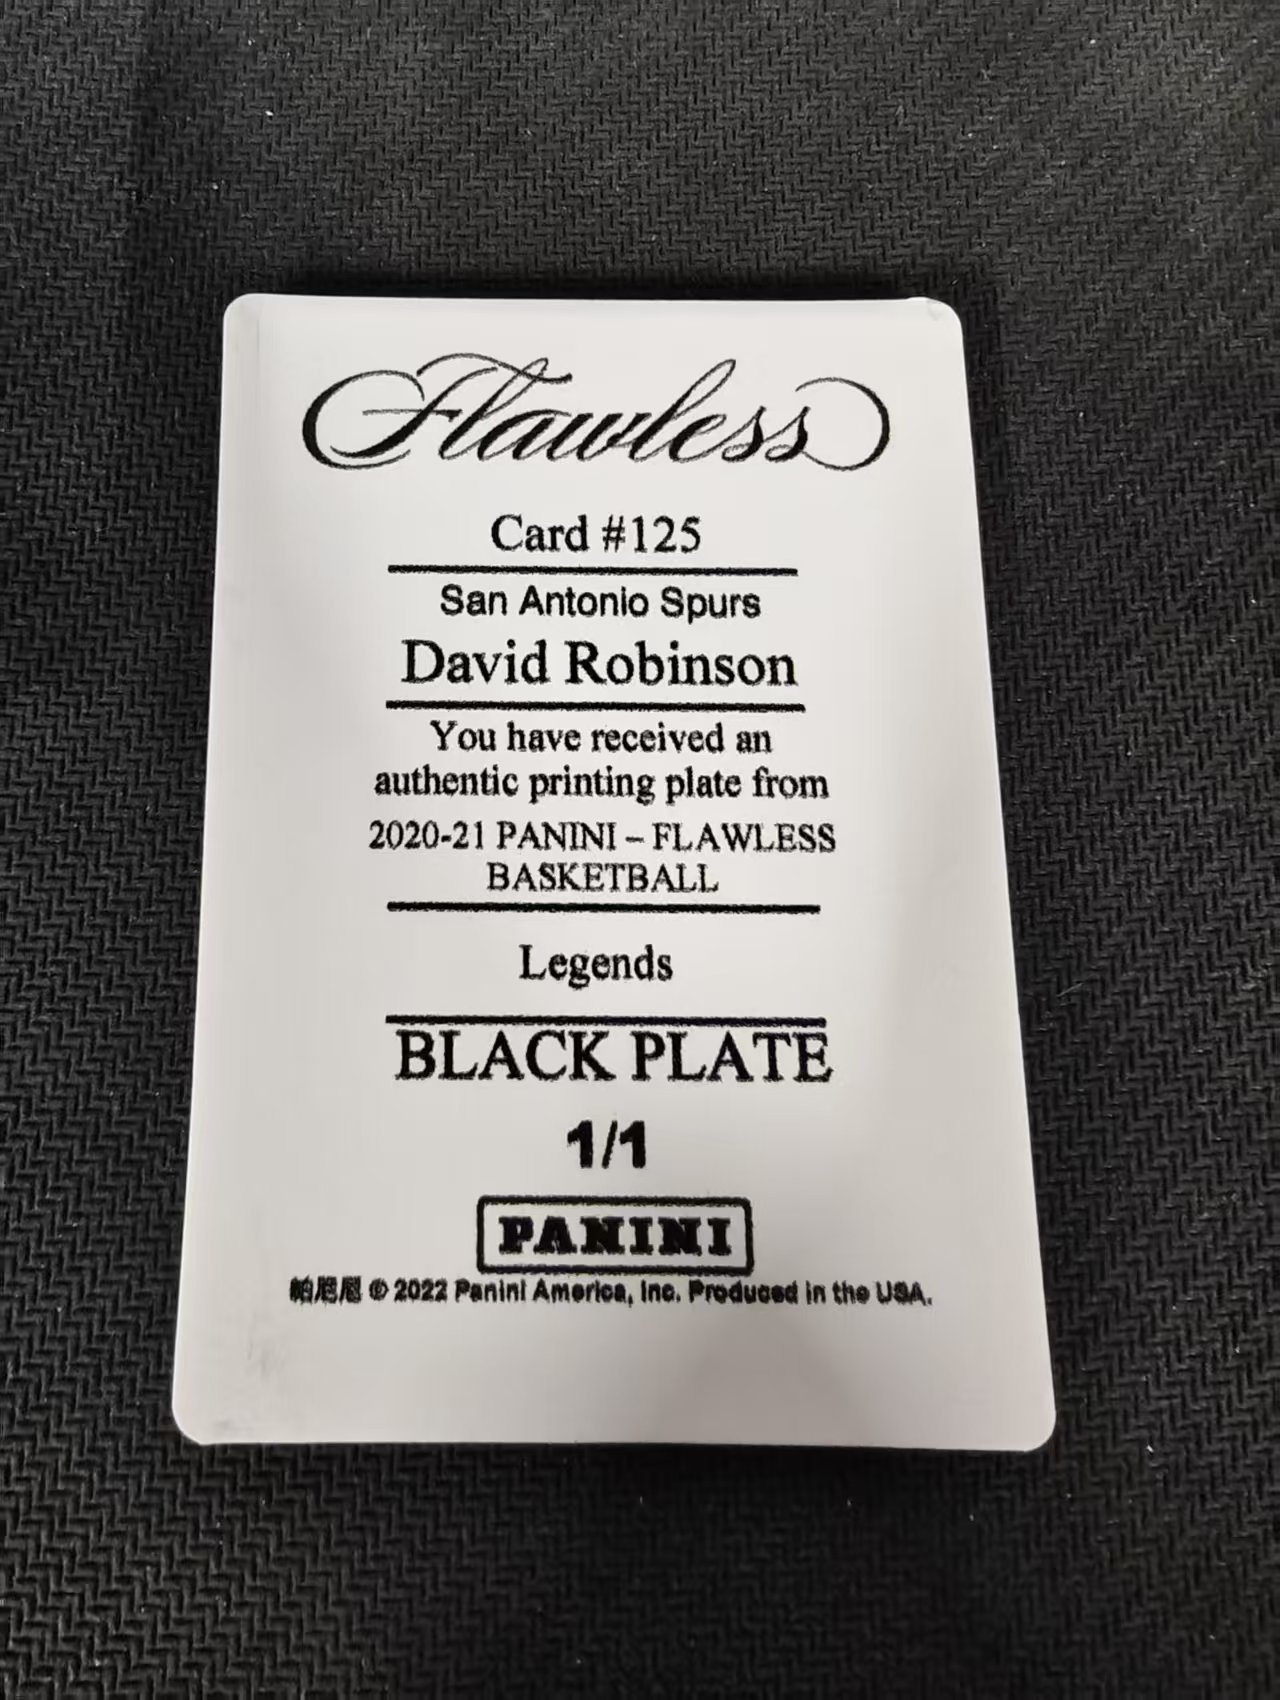 Flawless
Card #125
San Antonio Spurs
David Robinson
You have received an
authentic printing plate from
2020-21 PANINI – FLAWLESS
BASKETBALL
Legends
BLACK PLATE
1/1
PANINI
帕尼尼 © 2022 Panini America, Inc. Produced in the USA.